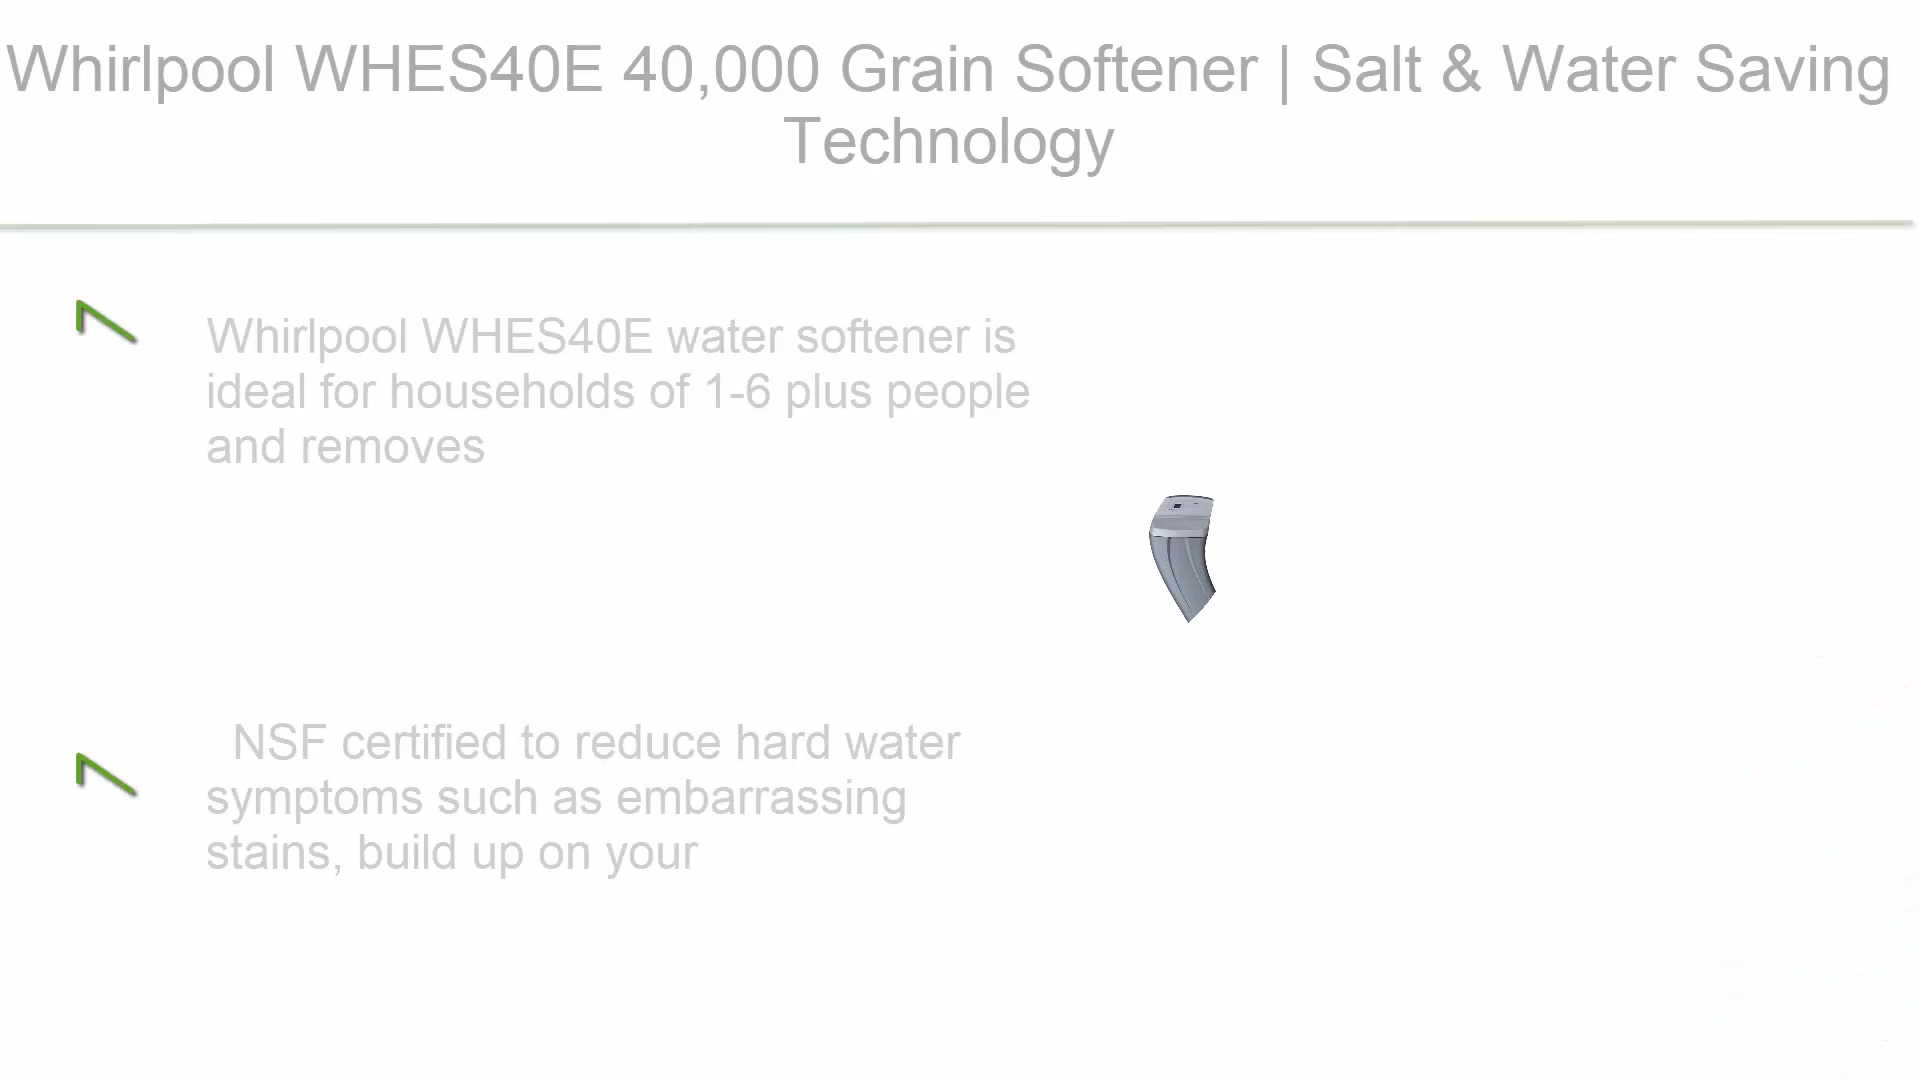 Whirlpool WHES40E 40,000 Grain Softener | Salt & Water Saving
Technology
Whirlpool WHES40E water softener is
ideal for households of 1-6 plus people
and removes
NSF certified to reduce hard water
symptoms such as embarrassing
stains, build up on your